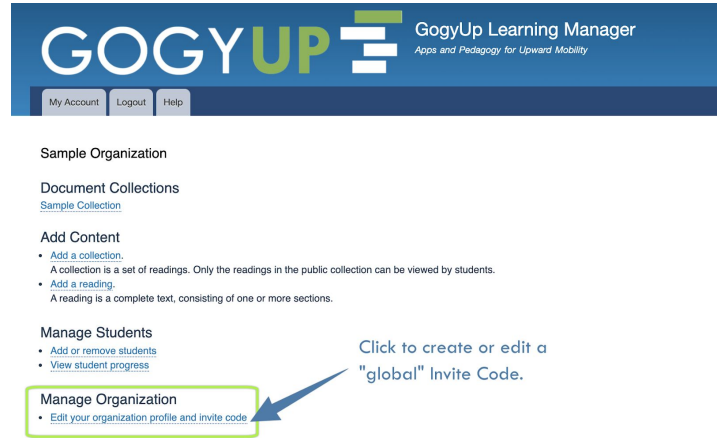 GOGYUP
GogyUp Learning Manager
Apps and Pedagogy for Upward Mobility
My Account Logout Help
Sample Organization
Document Collections
Sample Collection
Add Content
• Add a collection.
A collection is a set of readings. Only the readings in the public collection can be viewed by students.
• Add a reading.
A reading is a complete text, consisting of one or more sections.
Manage Students
• Add or remove students
• View student progress
Click to create or edit a
"global" Invite Code.
Manage Organization
• Edit your organization profile and invite code